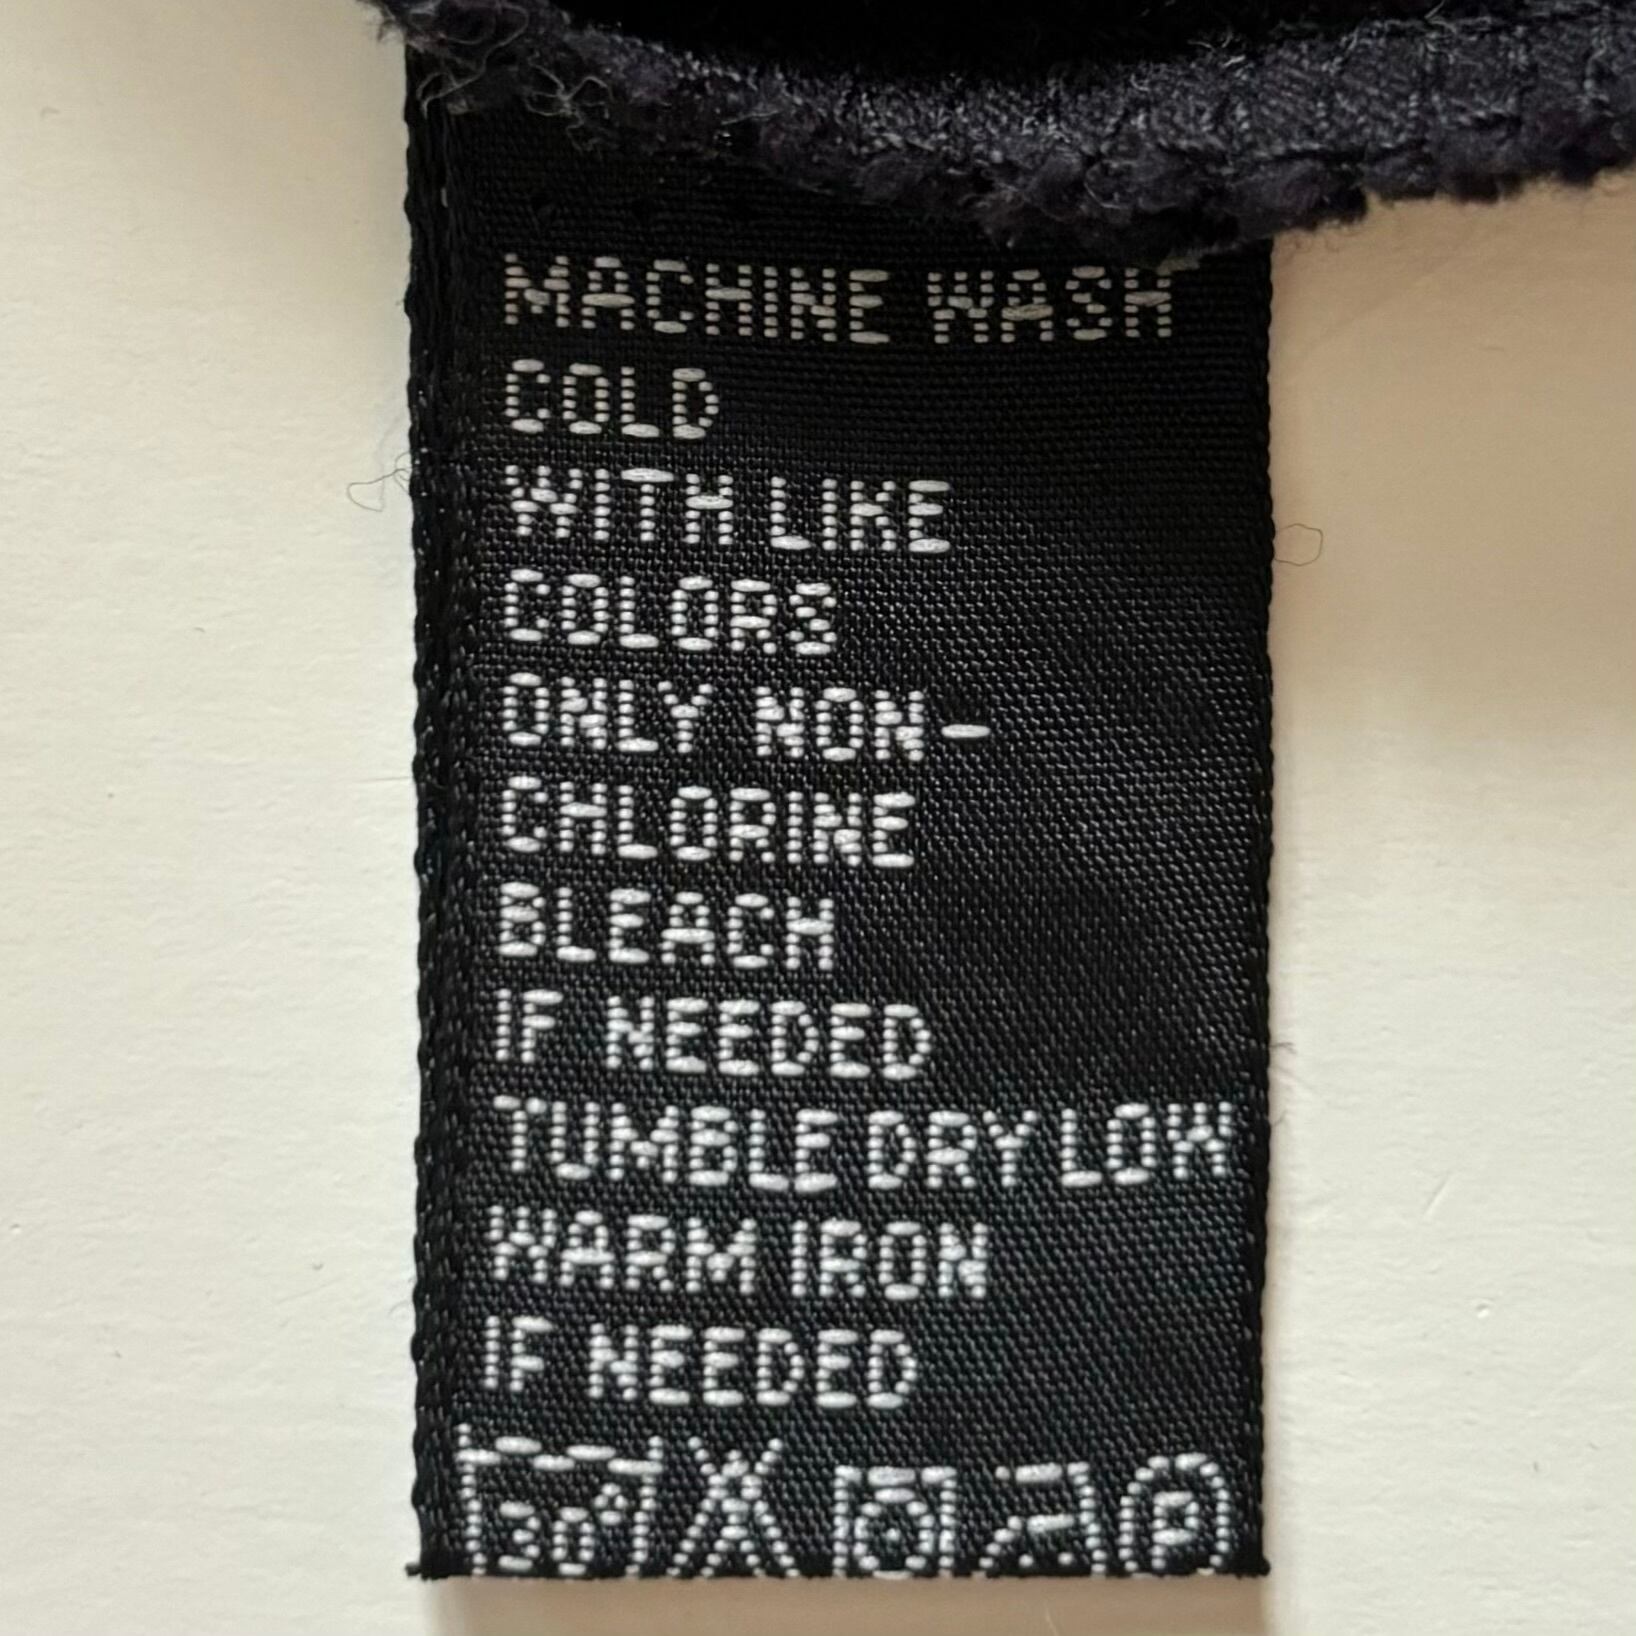 MACHINE WASH
COLD
WITH LIKE
COLORS
ONLY NON-
CHLORINE
BLEACH
IF NEEDED
TUMBLE DRY LOW
WARM IRON
IF NEEDED
30° P